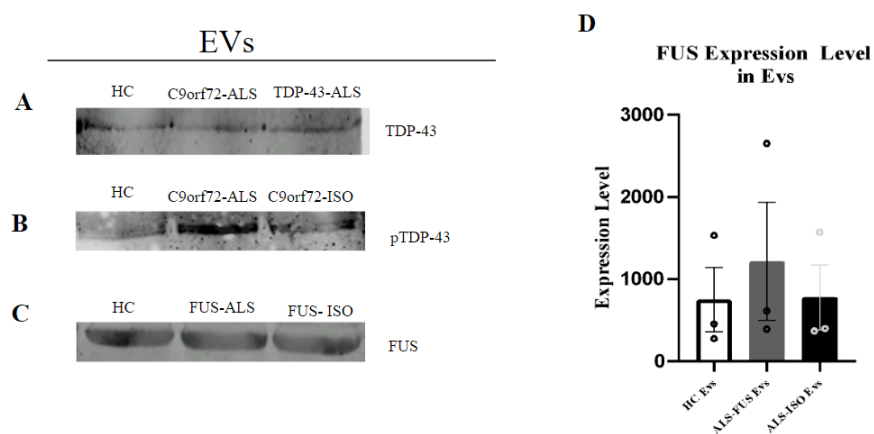 EVs
A
HC C9orf72-ALS TDP-43-ALS
TDP-43
B
HC C9orf72-ALS C9orf72-ISO
pTDP-43
C
HC FUS-ALS FUS- ISO
FUS
D
FUS Expression Level
in Evs
Expression Level
3000
2000
1000
0
HC Evs
ALS-FUS Evs
ALS-ISO Evs